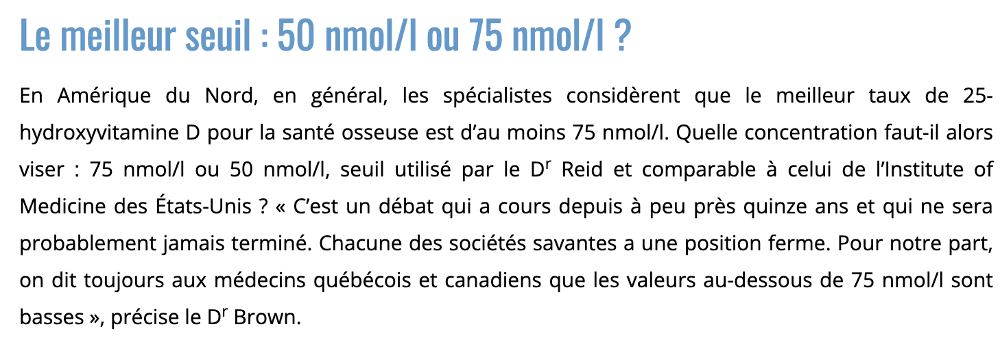 Le meilleur seuil : 50 nmol/l ou 75 nmol/l ?
En Amérique du Nord, en général, les spécialistes considèrent que le meilleur taux de 25-
hydroxyvitamine D pour la santé osseuse est d’au moins 75 nmol/l. Quelle concentration faut-il alors
viser : 75 nmol/l ou 50 nmol/l, seuil utilisé par le Dr Reid et comparable à celui de l’Institute of
Medicine des États-Unis ? « C’est un débat qui a cours depuis à peu près quinze ans et qui ne sera
probablement jamais terminé. Chacune des sociétés savantes a une position ferme. Pour notre part,
on dit toujours aux médecins québécois et canadiens que les valeurs au-dessous de 75 nmol/l sont
basses », précise le Dr Brown.